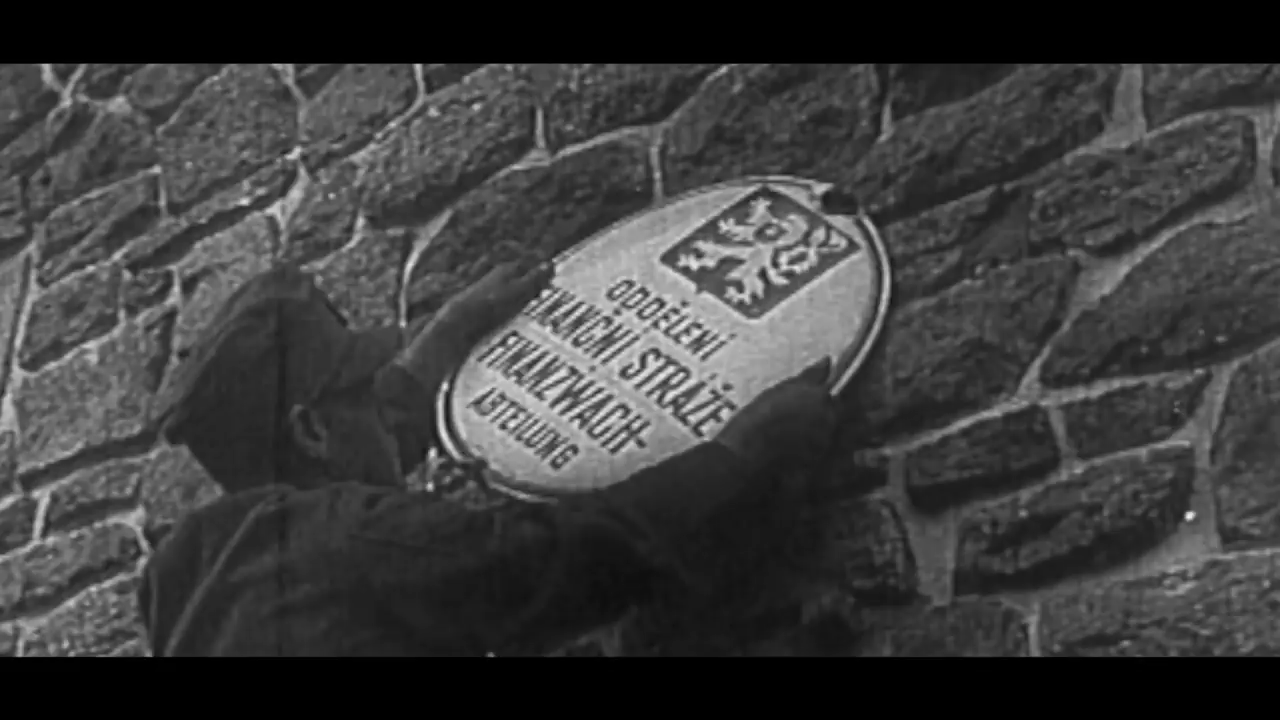 ODDĚLENÍ
FINANČNÍ STRÁŽE
FINANZWACH-
ABTEILUNG